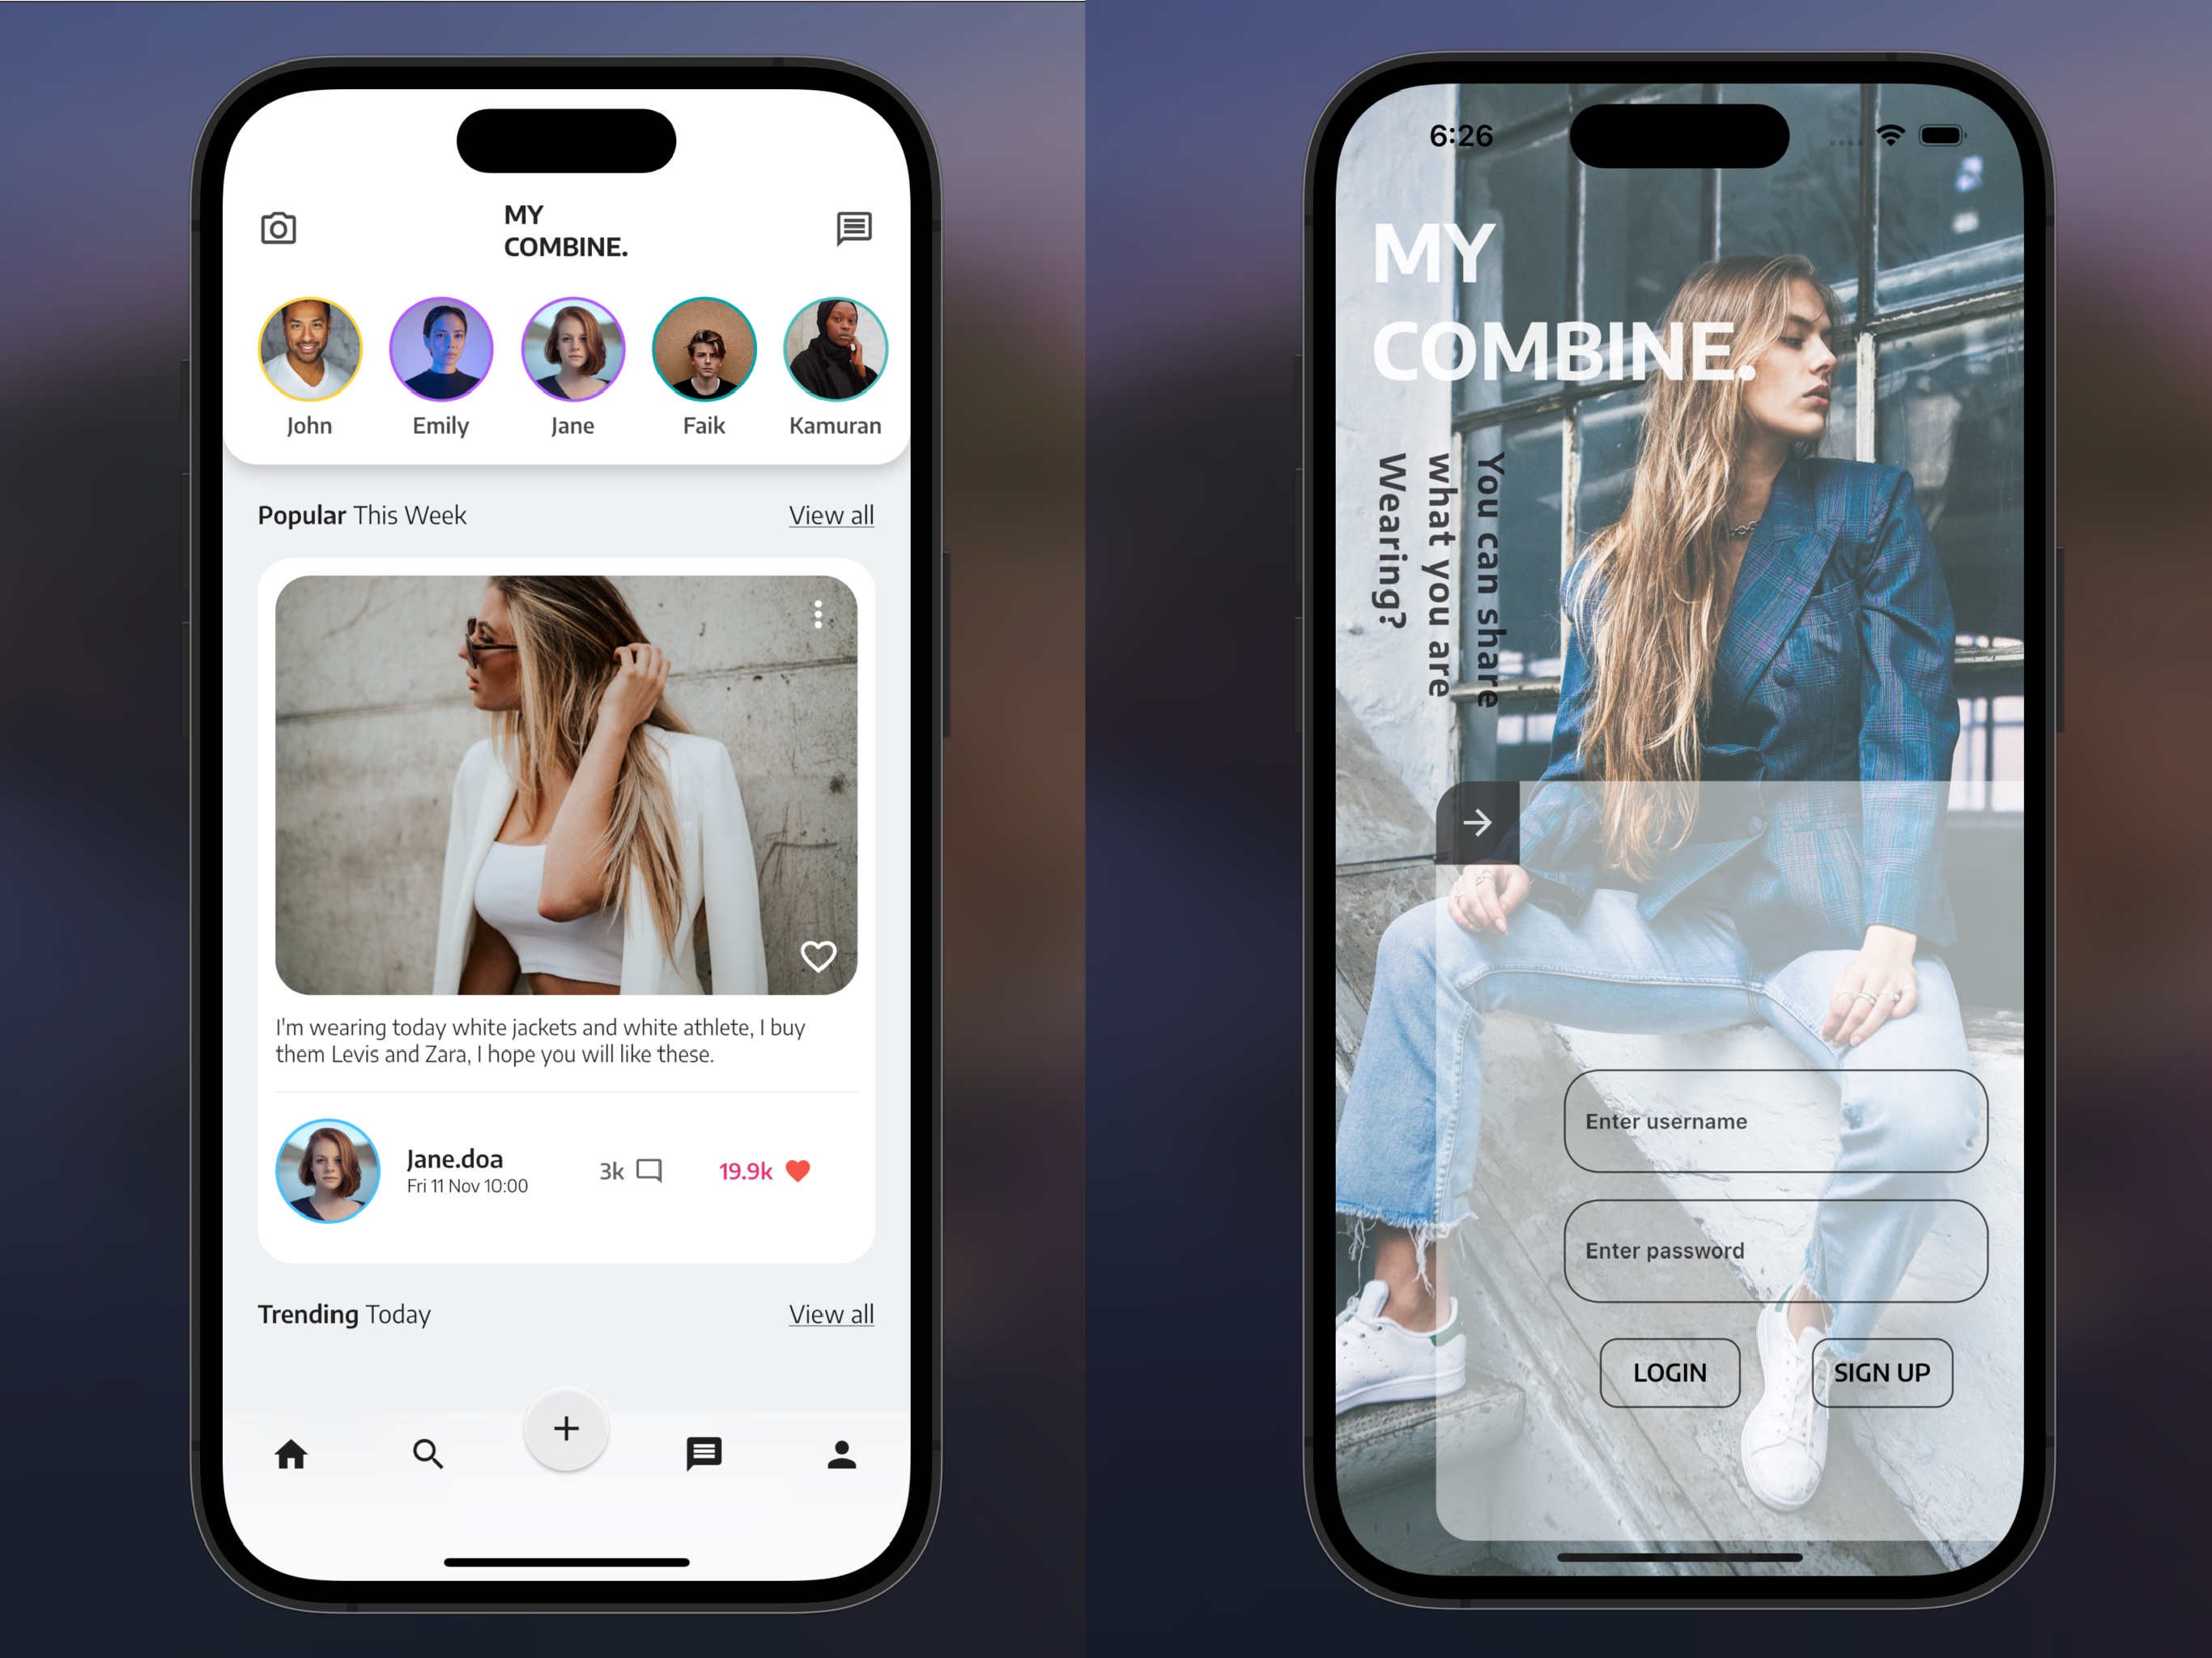 MY
COMBINE.
John
Emily
Jane
Faik
Kamuran
Popular This Week
View all
I'm wearing today white jackets and white athlete, I buy
them Levis and Zara, I hope you will like these.
Jane.doa
Fri 11 Nov 10:00
3k
19.9k
Trending Today
View all
6:26
MY
COMBINE.
You can share
what you are
Wearing?
Enter username
Enter password
LOGIN
SIGN UP